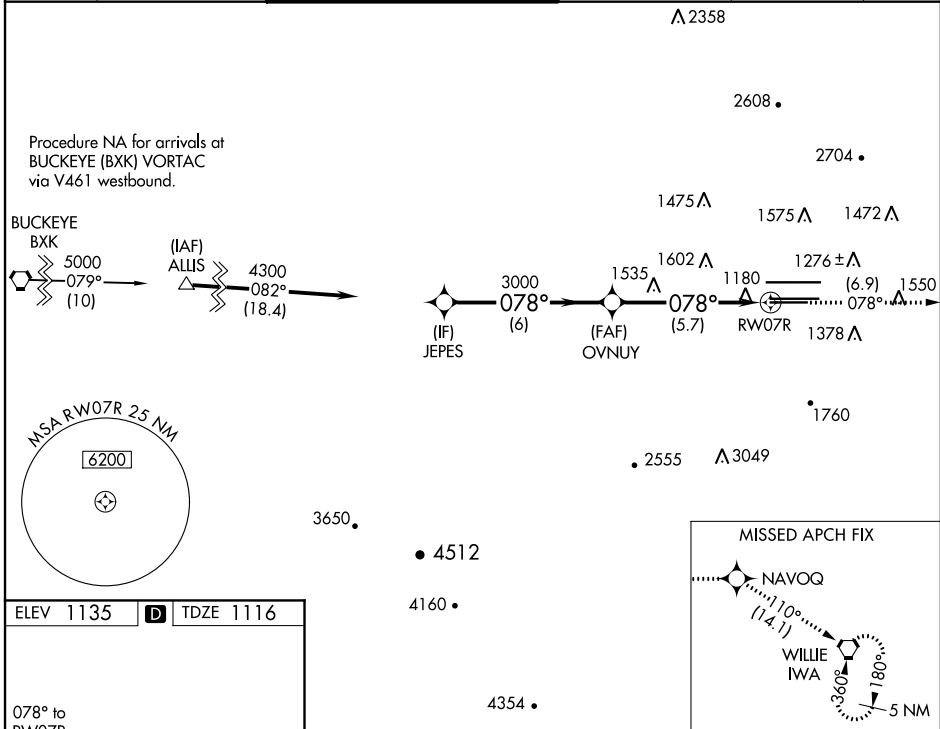 2358
2608
2704
Procedure NA for arrivals at
BUCKEYE (BXK) VORTAC
via V461 westbound.
1475
1575
1472
BUCKEYE
BXK
5000
079°
(10)
(IAF)
ALLIS
4300
082°
(18.4)
1602
1276 ±
1535
1180
(6.9)
078°
1550
3000
078°
(6)
078°
(5.7)
(IF)
JEPES
(FAF)
OVNUY
RW07R
1378
1760
MSA RW07R 25 NM
6200
2555
3049
3650
4512
4160
4354
MISSED APCH FIX
NAVOQ
110°
(14.1)
WILLIE
IWA
360°
180°
5 NM
ELEV 1135 D TDZE 1116
078° to
RW07R